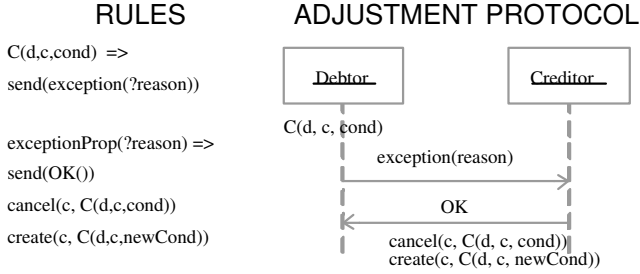 RULES
ADJUSTMENT PROTOCOL
C(d,c,cond) =>
send(exception(?reason))
exceptionProp(?reason) =>
send(OK())
cancel(c, C(d,c,cond))
create(c, C(d,c,newCond))
Debtor
Creditor
C(d, c, cond)
exception(reason)
OK
cancel(c, C(d, c, cond))
create(c, C(d, c, newCond))